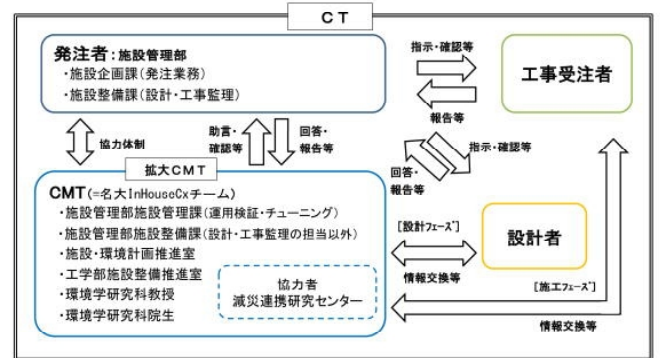 CT
発注者:施設管理部
・施設企画課(発注業務)
・施設整備課(設計・工事監理)
指示・確認等
報告等
工事受注者
協力体制
助言・
確認等
回答・
報告等
回答・
報告等
指示・確認等
拡大CMT
CMT(=名大InHouseCxチーム)
・施設管理部施設管理課(運用検証・チューニング)
・施設管理部施設整備課(設計・工事監理の担当以外)
・施設・環境計画推進室
・工学部施設整備推進室
・環境学研究科教授
・環境学研究科院生
協力者
減災連携研究センター
[設計フェーズ]
情報交換等
設計者
[施工フェーズ]
情報交換等